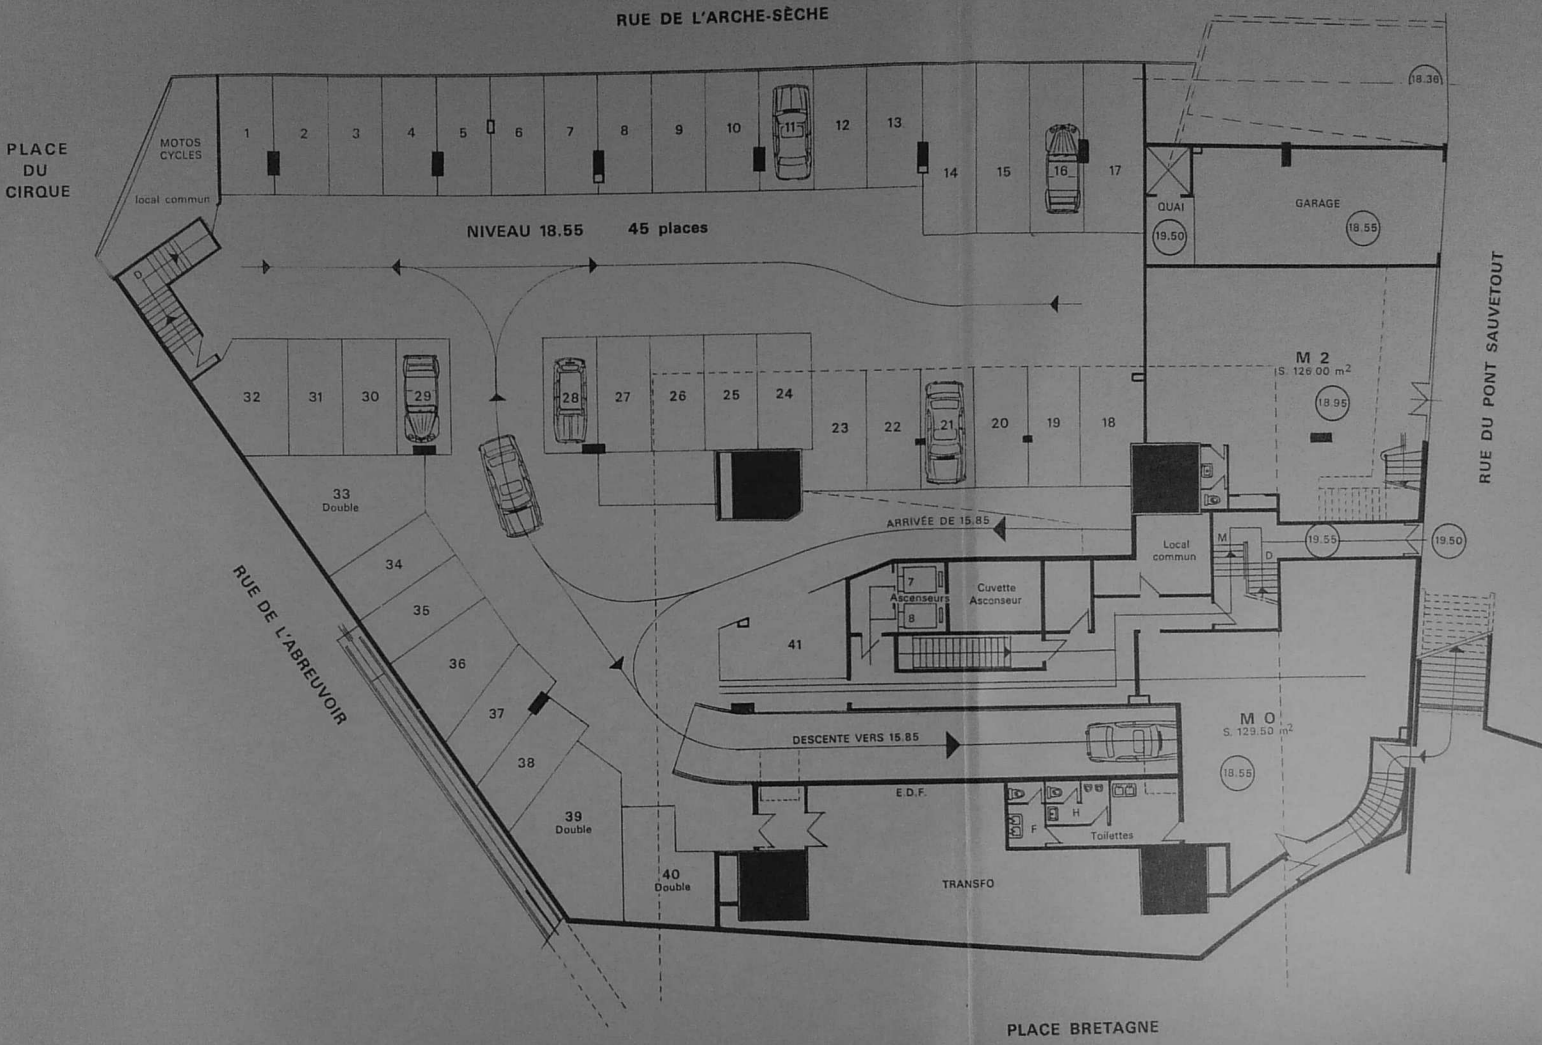 RUE DE L'ARCHE-SÈCHE
18.36
PLACE
DU
CIRQUE
MOTOS
CYCLES
local commun
1
2
3
4
5
6
7
8
9
10
11
12
13
14
15
16
17
QUAI
19.50
GARAGE
18.55
NIVEAU 18.55 45 places
D
RUE DU PONT SAUVETOUT
M 2
S. 126.00 m²
18.95
32
31
30
29
28
27
26
25
24
23
22
21
20
19
18
33
Double
ARRIVÉE DE 15.85
Local
commun
M
D
19.55
19.50
34
35
36
37
38
39
Double
40
Double
RUE DE L'ABREUVOIR
7
Ascenseurs
8
Cuvette
Asconseur
41
DESCENTE VERS 15.85
M O
S. 129.50 m²
18.55
E.D.F.
F
H
Toilettes
TRANSFO
PLACE BRETAGNE